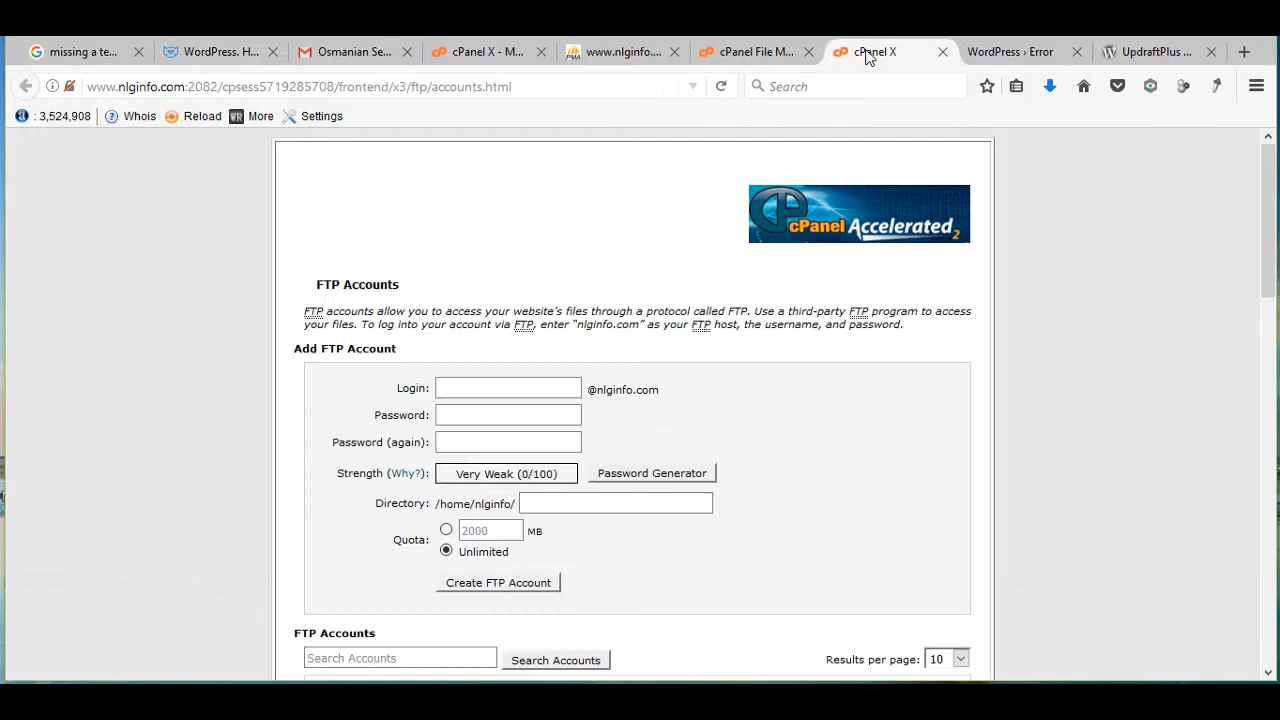 missing a te... WordPress. H... Osmanian Se... cPanel X - M... www.nlginfo.... cPanel File M... cPanel X WordPress › Error UpdraftPlus ...
www.nlginfo.com:2082/cpsess5719285708/frontend/x3/ftp/accounts.html Search
: 3,524,908 Whois Reload WR More Settings
cPanel Accelerated 2
FTP Accounts
FTP accounts allow you to access your website's files through a protocol called FTP. Use a third-party FTP program to access
your files. To log into your account via FTP, enter "nlginfo.com" as your FTP host, the username, and password.
Add FTP Account
Login: @nlginfo.com
Password:
Password (again):
Strength (Why?): Very Weak (0/100) Password Generator
Directory: /home/nlginfo/
Quota: 2000 MB
Unlimited
Create FTP Account
FTP Accounts
Search Accounts Search Accounts Results per page: 10